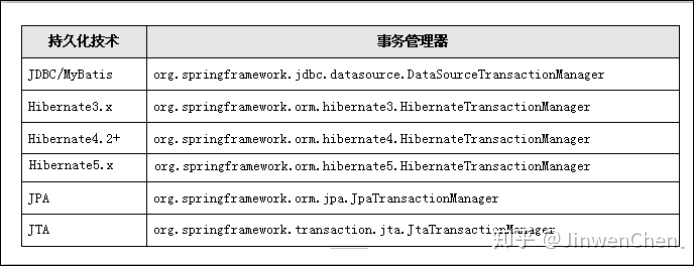 持久化技术 事务管理器
JDBC/MyBatis org.springframework.jdbc.datasource.DataSourceTransactionManager
Hibernate3.x org.springframework.orm.hibernate3.HibernateTransactionManager
Hibernate4.2+ org.springframework.orm.hibernate4.HibernateTransactionManager
Hibernate5.x org.springframework.orm.hibernate5.HibernateTransactionManager
JPA org.springframework.orm.jpa.JpaTransactionManager
JTA org.springframework.transaction.jta.JtaTransactionManager
知乎 @JinwenChen